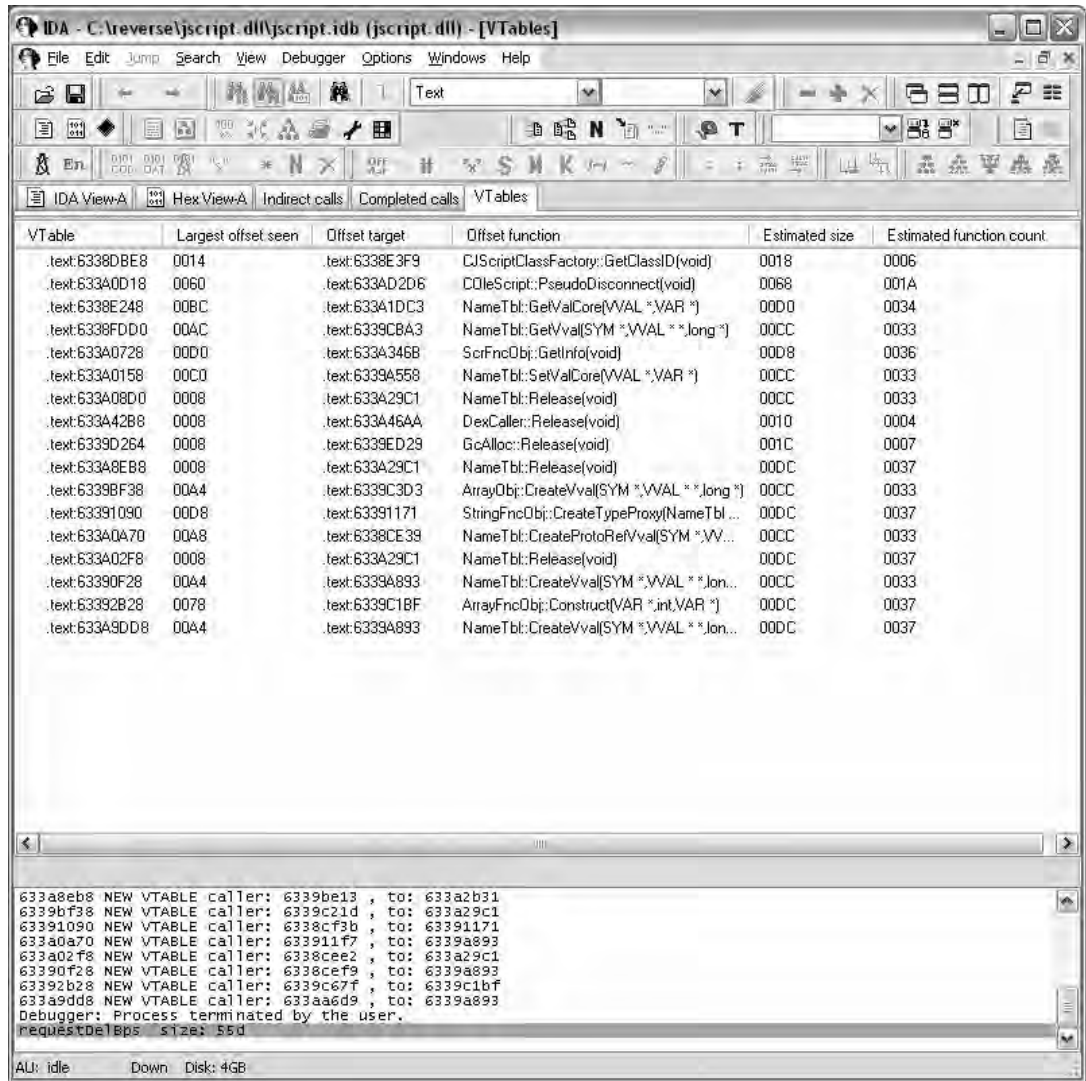 IDA - C:\reverse\jscript.dll\jscript.idb (jscript.dll) - [VTables]
File Edit Jump Search View Debugger Options Windows Help
Text
En
IDA View-A Hex View-A Indirect calls Completed calls VTables
VTable Largest offset seen Offset target Offset function Estimated size Estimated function count
.text:6338DBE8 0014 .text:6338E3F9 CJScriptClassFactory::GetClassID(void) 0018 0006
.text:633A0D18 0060 .text:633AD2D6 COleScript::PseudoDisconnect(void) 0068 001A
.text:6338E248 00BC .text:633A1DC3 NameTbl::GetValCore(VVAL *,VAR *) 00D0 0034
.text:6338FDD0 00AC .text:6339CBA3 NameTbl::GetVval(SYM *,VVAL * *,long *) 00CC 0033
.text:633A0728 00D0 .text:633A346B ScrFncObj::GetInfo(void) 00D8 0036
.text:633A0158 00C0 .text:6339A558 NameTbl::SetValCore(VVAL *,VAR *) 00CC 0033
.text:633A08D0 0008 .text:633A29C1 NameTbl::Release(void) 00CC 0033
.text:633A42B8 0008 .text:633A46AA DexCaller::Release(void) 0010 0004
.text:6339D264 0008 .text:6339ED29 GcAlloc::Release(void) 001C 0007
.text:633A8EB8 0008 .text:633A29C1 NameTbl::Release(void) 00DC 0037
.text:6339BF38 00A4 .text:6339C3D3 ArrayObj::CreateVval(SYM *,VVAL * *,long *) 00CC 0033
.text:63391090 00D8 .text:63391171 StringFncObj::CreateTypeProxy(NameTbl ... 00DC 0037
.text:633A0A70 00A8 .text:6338CE39 NameTbl::CreateProtoRefVval(SYM *,VV... 00CC 0033
.text:633A02F8 0008 .text:633A29C1 NameTbl::Release(void) 00DC 0037
.text:63390F28 00A4 .text:6339A893 NameTbl::CreateVval(SYM *,VVAL * *,lon... 00CC 0033
.text:63392B28 0078 .text:6339C1BF ArrayFncObj::Construct(VAR *,int,VAR *) 00DC 0037
.text:633A9DD8 00A4 .text:6339A893 NameTbl::CreateVval(SYM *,VVAL * *,lon... 00DC 0037
633a8eb8 NEW VTABLE caller: 6339be13 , to: 633a2b31
6339bf38 NEW VTABLE caller: 6339c21d , to: 633a29c1
63391090 NEW VTABLE caller: 6338cf3b , to: 63391171
633a0a70 NEW VTABLE caller: 633911f7 , to: 6339a893
633a02f8 NEW VTABLE caller: 6338cee2 , to: 633a29c1
63390f28 NEW VTABLE caller: 6338cef9 , to: 6339a893
63392b28 NEW VTABLE caller: 6339c67f , to: 6339c1bf
633a9dd8 NEW VTABLE caller: 633aa6d9 , to: 6339a893
Debugger: Process terminated by the user.
requestDelBps size: 55d
AU: idle Down Disk: 4GB